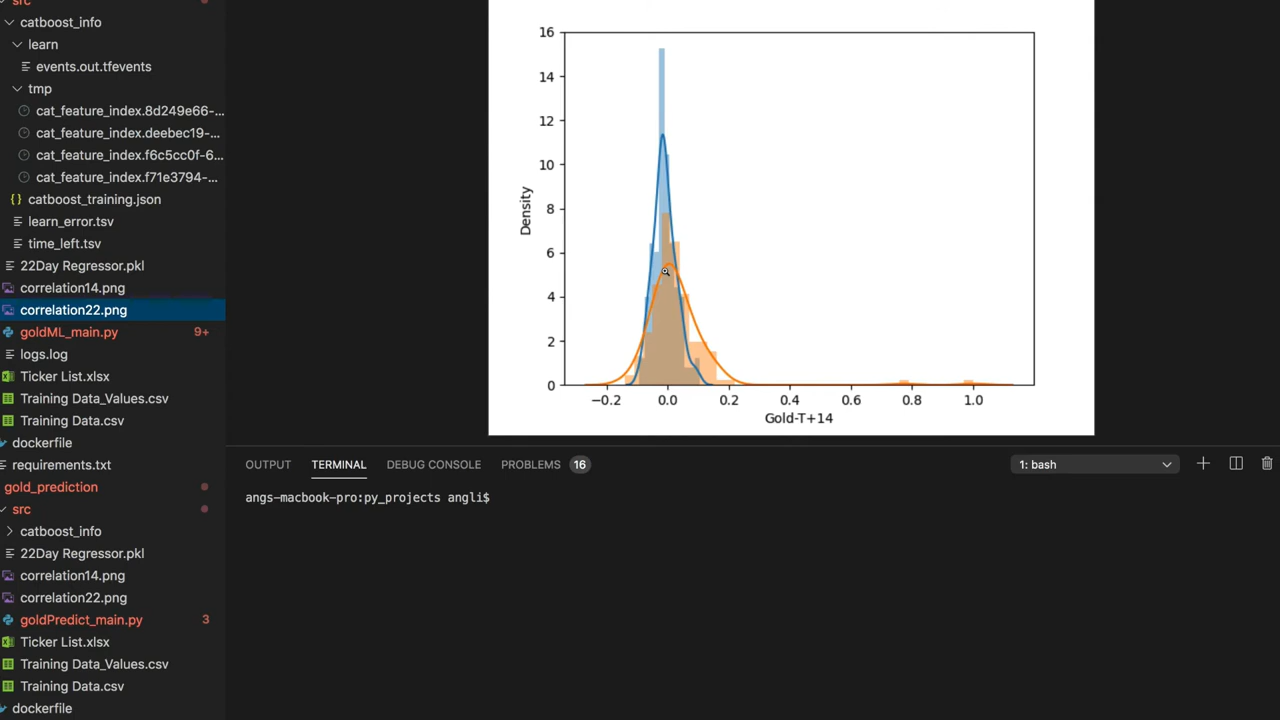 src
catboost_info
learn
events.out.tfevents
tmp
cat_feature_index.8d249e66-...
cat_feature_index.deebec19-...
cat_feature_index.f6c5cc0f-6...
cat_feature_index.f71e3794-...
{} catboost_training.json
learn_error.tsv
time_left.tsv
22Day Regressor.pkl
correlation14.png
correlation22.png
goldML_main.py 9+
logs.log
Ticker List.xlsx
Training Data_Values.csv
Training Data.csv
dockerfile
requirements.txt
gold_prediction
src
catboost_info
22Day Regressor.pkl
correlation14.png
correlation22.png
goldPredict_main.py 3
Ticker List.xlsx
Training Data_Values.csv
Training Data.csv
dockerfile
16
14
12
10
8
6
4
2
0
Density
−0.2 0.0 0.2 0.4 0.6 0.8 1.0
Gold-T+14
OUTPUT TERMINAL DEBUG CONSOLE PROBLEMS 16 1: bash
angs-macbook-pro:py_projects angli$